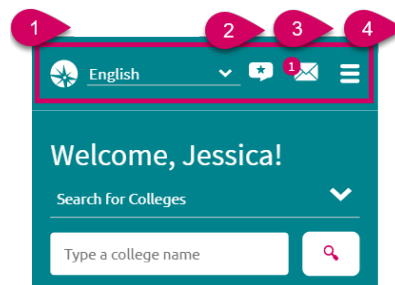 1 2 3 4
English 1
Welcome, Jessica!
Search for Colleges
Type a college name